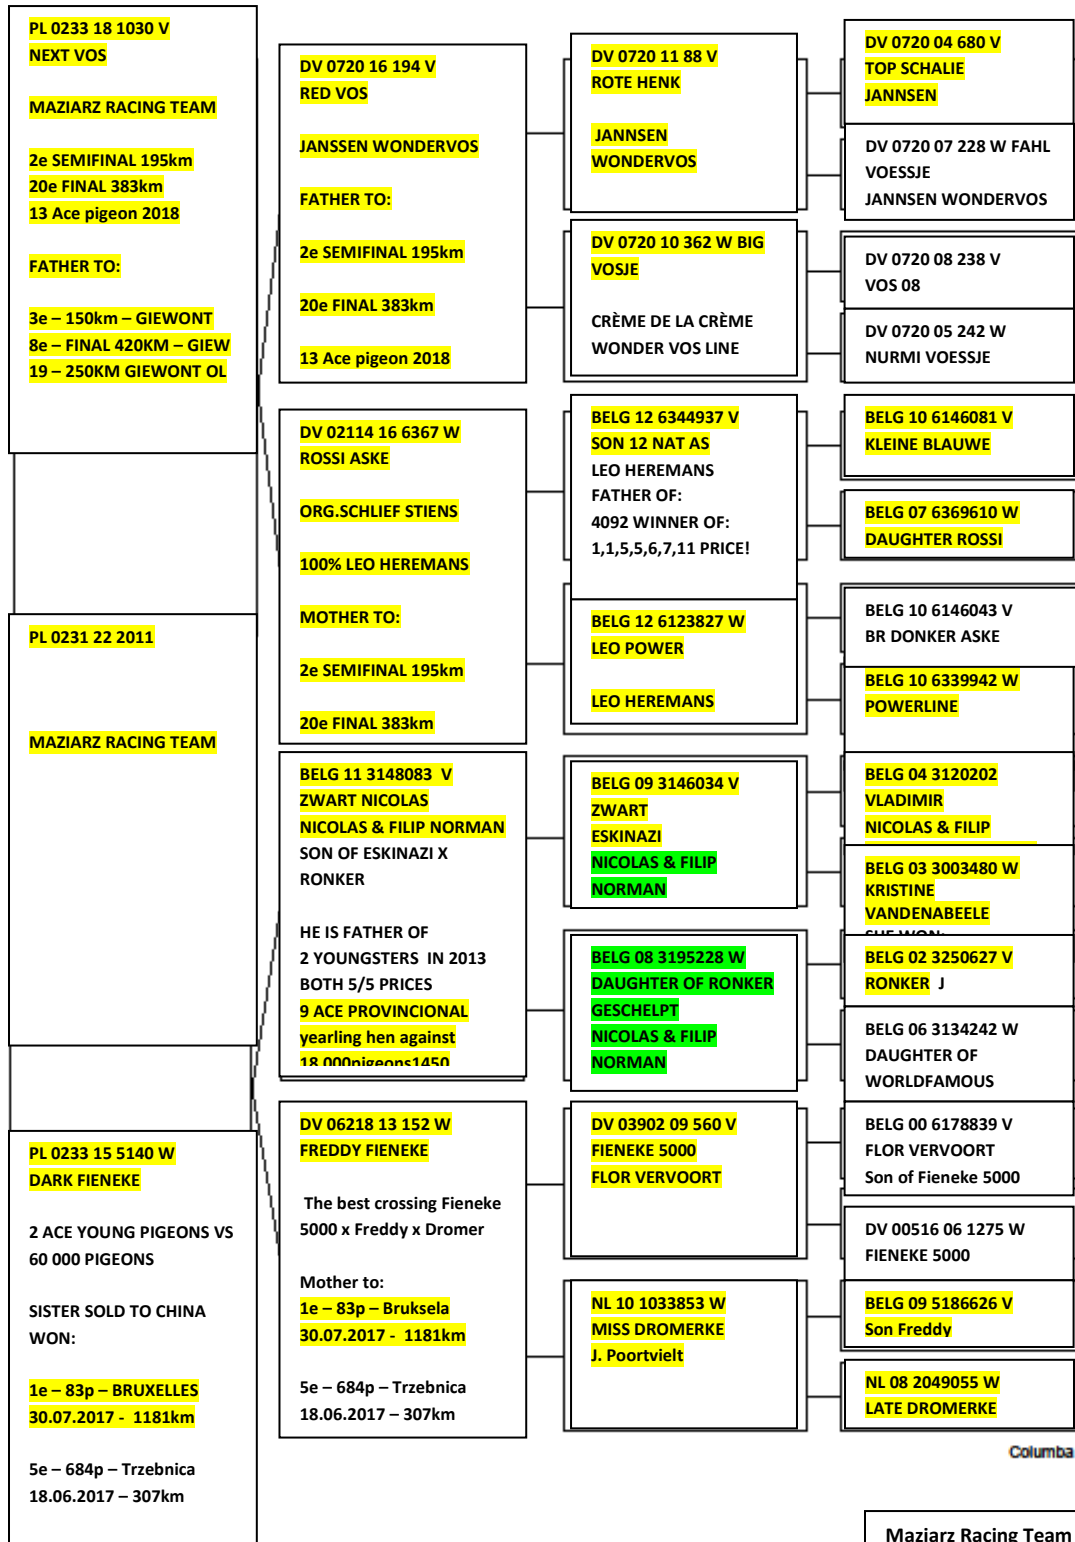 PL 0233 18 1030 V
NEXT VOS
MAZIARZ RACING TEAM
2e SEMIFINAL 195km
20e FINAL 383km
13 Ace pigeon 2018
FATHER TO:
3e – 150km – GIEWONT
8e – FINAL 420KM – GIEW
19 – 250KM GIEWONT OL
PL 0231 22 2011
MAZIARZ RACING TEAM
PL 0233 15 5140 W
DARK FIENEKE
2 ACE YOUNG PIGEONS VS
60 000 PIGEONS
SISTER SOLD TO CHINA
WON:
1e – 83p – BRUXELLES
30.07.2017 - 1181km
5e – 684p – Trzebnica
18.06.2017 – 307km
DV 0720 16 194 V
RED VOS
JANSSEN WONDERVOS
FATHER TO:
2e SEMIFINAL 195km
20e FINAL 383km
13 Ace pigeon 2018
DV 02114 16 6367 W
ROSSI ASKE
ORG.SCHLIEF STIENS
100% LEO HEREMANS
MOTHER TO:
2e SEMIFINAL 195km
20e FINAL 383km
BELG 11 3148083 V
ZWART NICOLAS
NICOLAS & FILIP NORMAN
SON OF ESKINAZI X
RONKER
HE IS FATHER OF
2 YOUNGSTERS IN 2013
BOTH 5/5 PRICES
9 ACE PROVINCIONAL
yearling hen against
18.000pigeons1450
DV 06218 13 152 W
FREDDY FIENEKE
The best crossing Fieneke
5000 x Freddy x Dromer
Mother to:
1e – 83p – Bruksela
30.07.2017 - 1181km
5e – 684p – Trzebnica
18.06.2017 – 307km
DV 0720 11 88 V
ROTE HENK
JANNSEN
WONDERVOS
DV 0720 10 362 W BIG
VOSJE
CRÈME DE LA CRÈME
WONDER VOS LINE
BELG 12 6344937 V
SON 12 NAT AS
LEO HEREMANS
FATHER OF:
4092 WINNER OF:
1,1,5,5,6,7,11 PRICE!
BELG 12 6123827 W
LEO POWER
LEO HEREMANS
BELG 09 3146034 V
ZWART
ESKINAZI
NICOLAS & FILIP
NORMAN
BELG 08 3195228 W
DAUGHTER OF RONKER
GESCHELPT
NICOLAS & FILIP
NORMAN
DV 03902 09 560 V
FIENEKE 5000
FLOR VERVOORT
NL 10 1033853 W
MISS DROMERKE
J. Poortvielt
DV 0720 04 680 V
TOP SCHALIE
JANNSEN
DV 0720 07 228 W FAHL
VOESSJE
JANNSEN WONDERVOS
DV 0720 08 238 V
VOS 08
DV 0720 05 242 W
NURMI VOESSJE
BELG 10 6146081 V
KLEINE BLAUWE
BELG 07 6369610 W
DAUGHTER ROSSI
BELG 10 6146043 V
BR DONKER ASKE
BELG 10 6339942 W
POWERLINE
BELG 04 3120202
VLADIMIR
NICOLAS & FILIP
BELG 03 3003480 W
KRISTINE
VANDENABEELE
SHE WON:
BELG 02 3250627 V
RONKER J
BELG 06 3134242 W
DAUGHTER OF
WORLDFAMOUS
BELG 00 6178839 V
FLOR VERVOORT
Son of Fieneke 5000
DV 00516 06 1275 W
FIENEKE 5000
BELG 09 5186626 V
Son Freddy
NL 08 2049055 W
LATE DROMERKE
Columba
Maziarz Racing Team